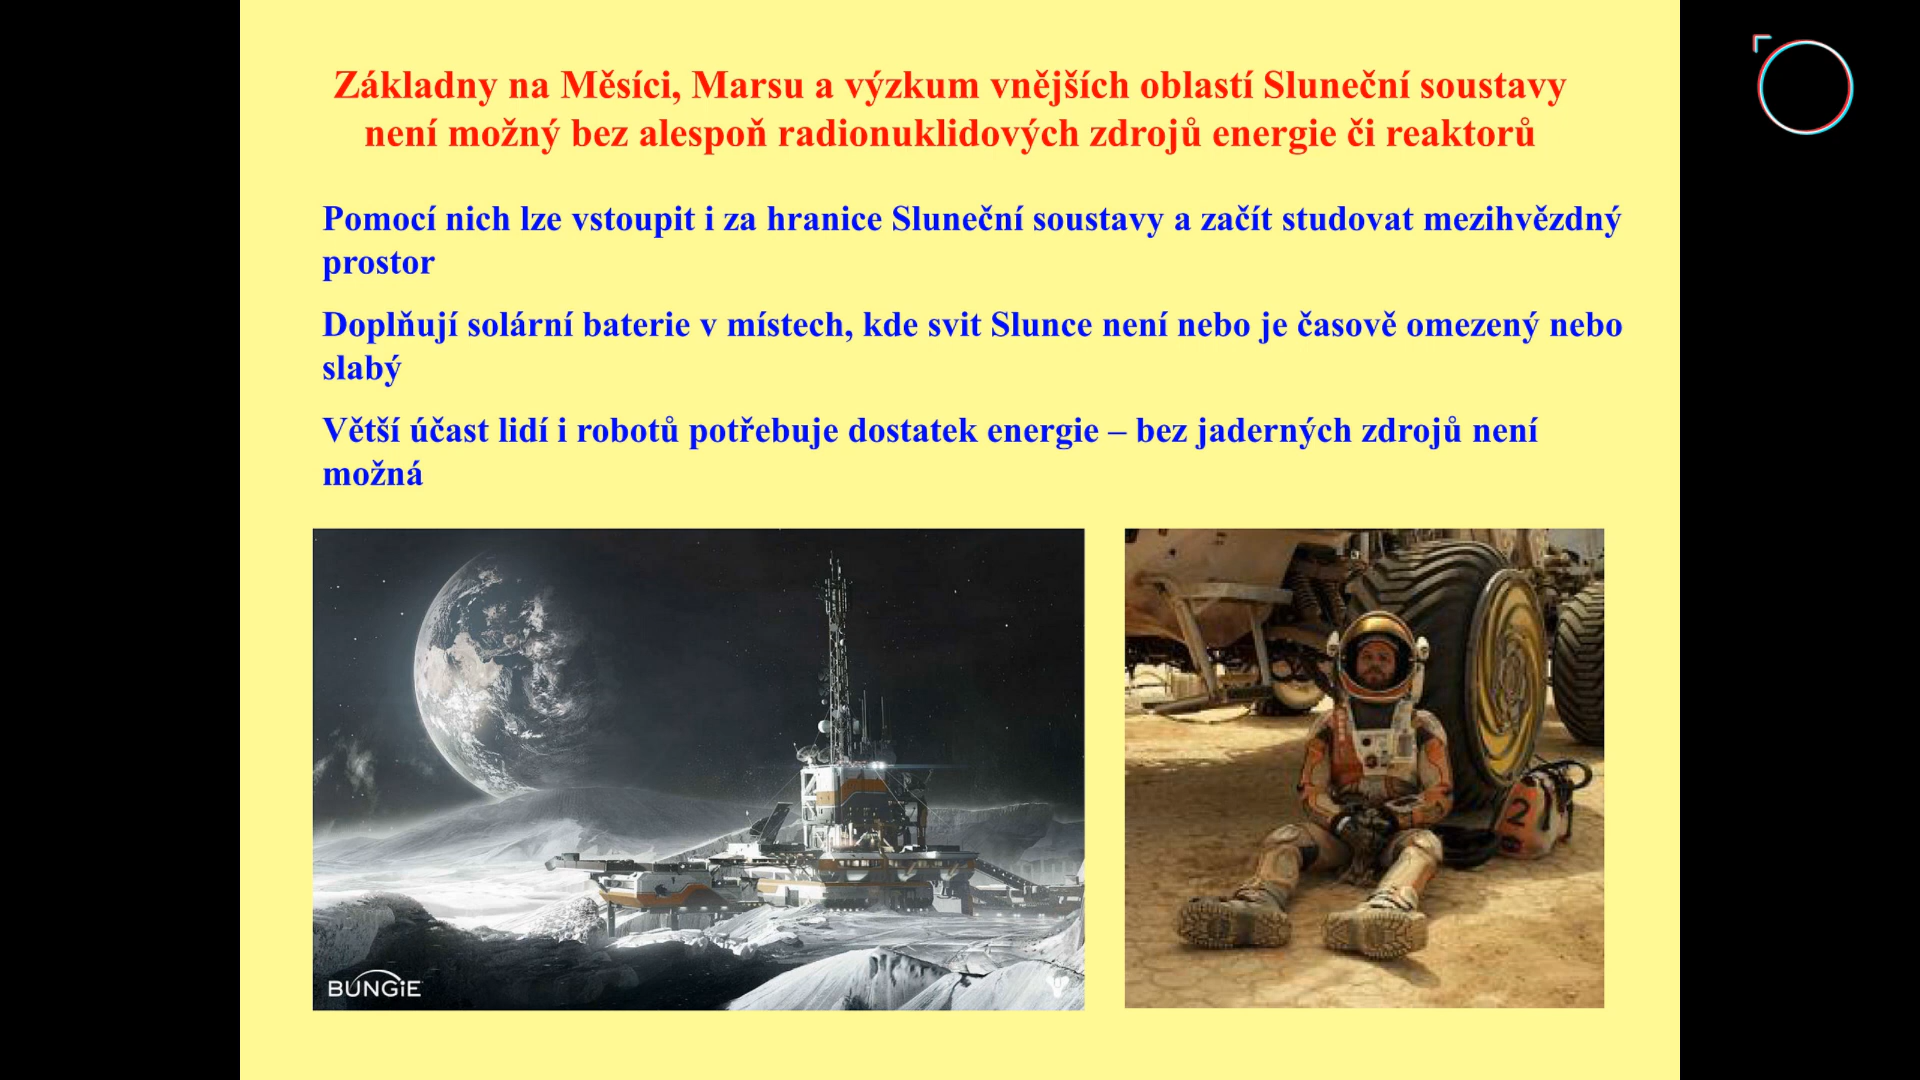 Základny na Měsíci, Marsu a výzkum vnějších oblastí Sluneční soustavy
není možný bez alespoň radionuklidových zdrojů energie či reaktorů
Pomocí nich lze vstoupit i za hranice Sluneční soustavy a začít studovat mezihvězdný
prostor
Doplňují solární baterie v místech, kde svit Slunce není nebo je časově omezený nebo
slabý
Větší účast lidí i robotů potřebuje dostatek energie – bez jaderných zdrojů není
možná
BUNGiE
2